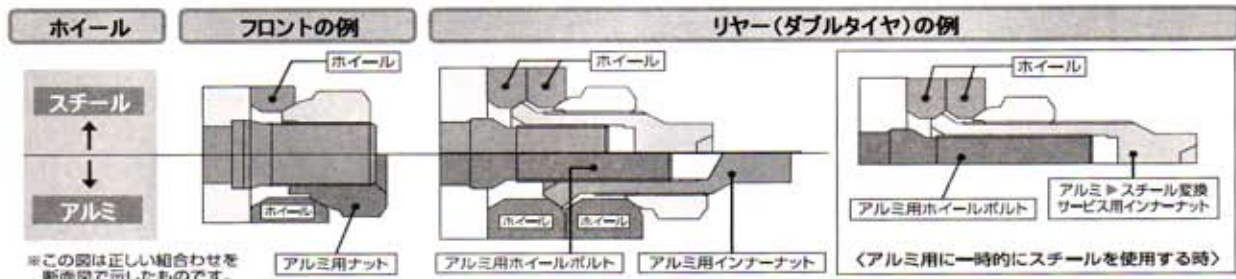 ホイール
フロントの例
リヤー(ダブルタイヤ)の例
スチール
アルミ
ホイール
ホイール
アルミ用ナット
ホイール
ホイール
ホイール
アルミ用ホイールボルト
アルミ用インナーナット
ホイール
アルミ用ホイールボルト
アルミ▶スチール変換
サービス用インナーナット
〈アルミ用に一時的にスチールを使用する時〉
※この図は正しい組合わせを
断面図で示したものです。